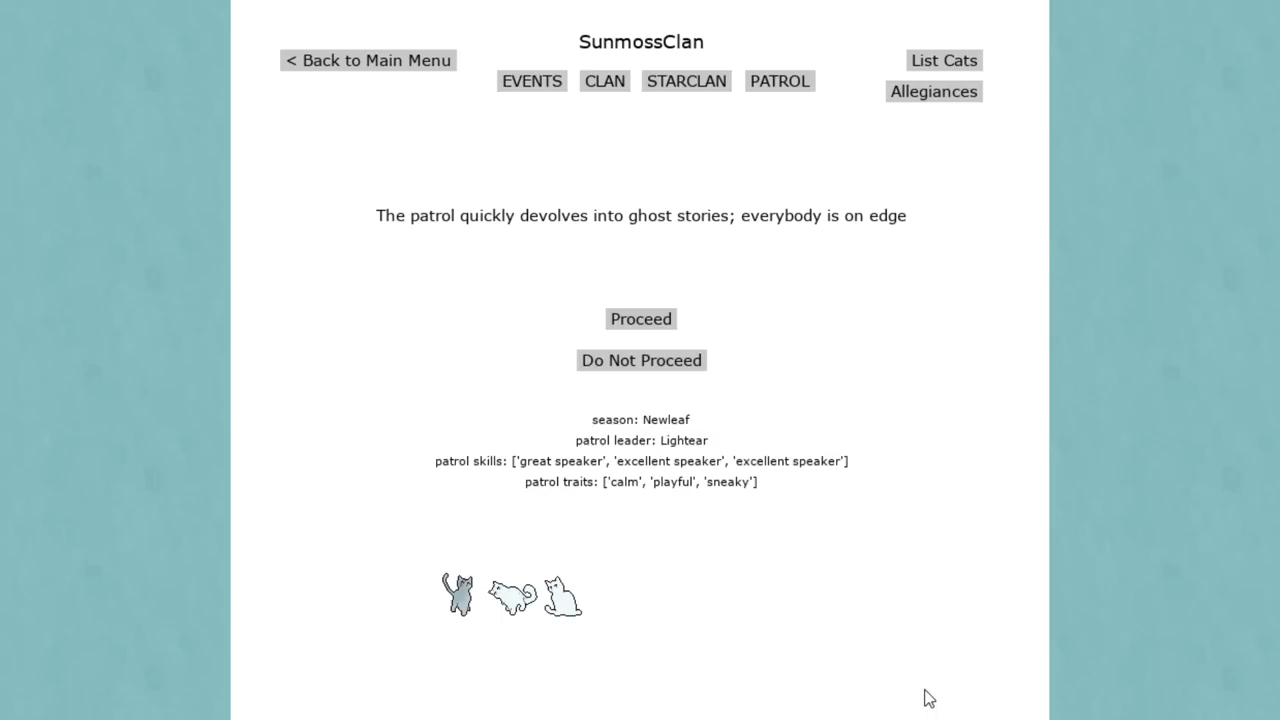 SunmossClan
< Back to Main Menu
List Cats
EVENTS CLAN STARCLAN PATROL
Allegiances
The patrol quickly devolves into ghost stories; everybody is on edge
Proceed
Do Not Proceed
season: Newleaf
patrol leader: Lightear
patrol skills: ['great speaker', 'excellent speaker', 'excellent speaker']
patrol traits: ['calm', 'playful', 'sneaky']